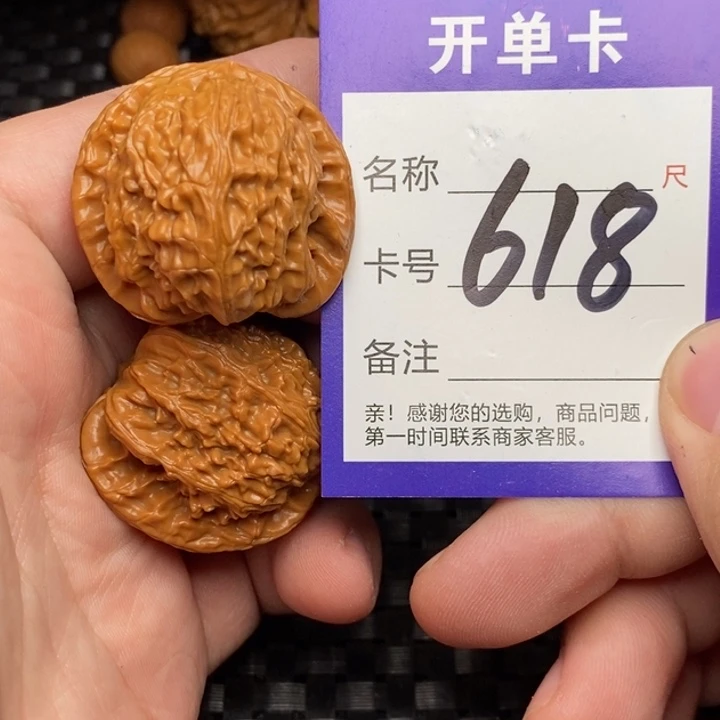 开单卡
名称 尺
卡号 618
备注
亲！感谢您的选购，商品问题，
第一时间联系商家客服。